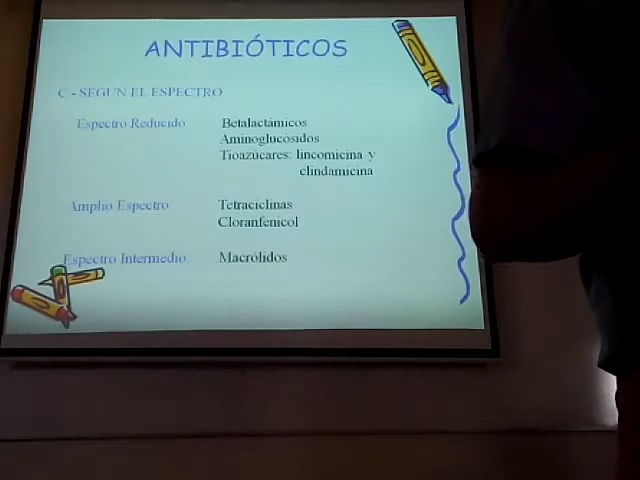 ANTIBIÓTICOS
C - SEGÚN EL ESPECTRO
Espectro Reducido Betalactámicos
Aminoglucósidos
Tioazúcares: lincomicina y
clindamicina
Amplio Espectro Tetraciclinas
Cloranfenicol
Espectro Intermedio Macrólidos